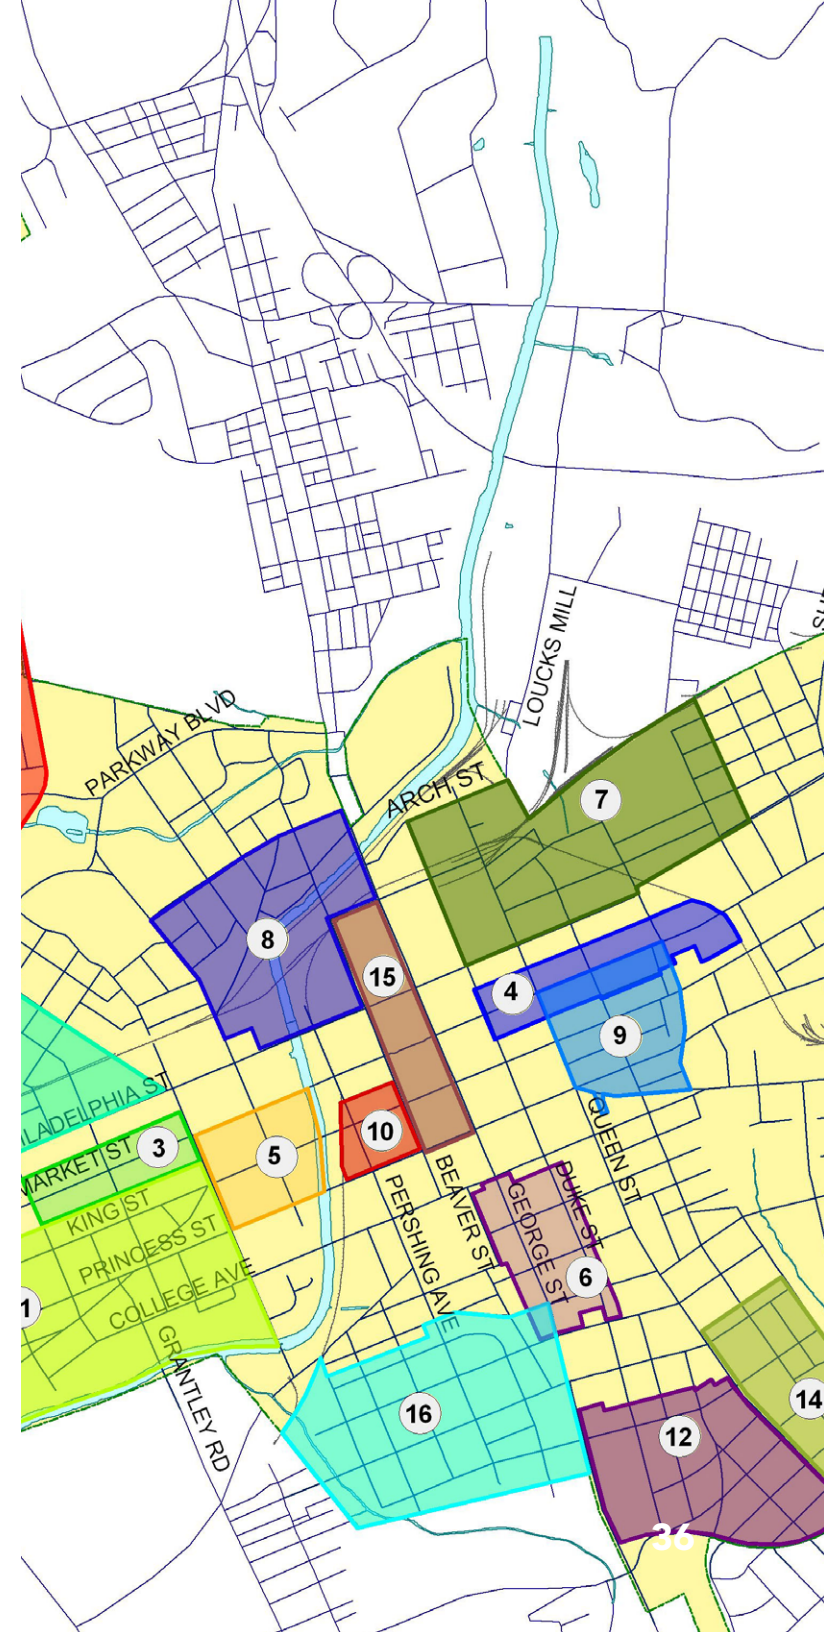 LOUCKS MILL
PARKWAY BLVD
ARCH ST
7
8
15
4
9
ILADELPHIA ST
MARKET ST
3
5
10
QUEEN ST
KING ST
PRINCESS ST
COLLEGE AVE
BEAVER ST
PERSHING AVE
GEORGE ST
DUKE ST
6
1
GRANTLEY RD
16
14
12
36